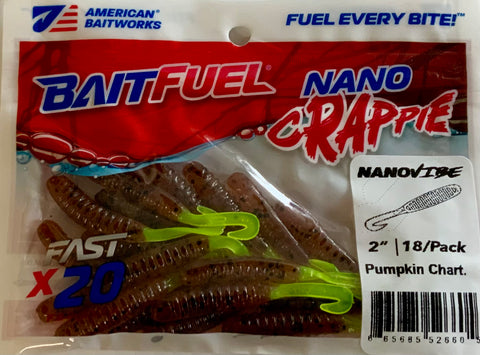 AMERICAN®
BAITWORKS
FUEL EVERY BITE!™
BAITFUEL®
NANO
CRAPPIE
NANOVIBE
2" | 18/Pack
Pumpkin Chart.
FAST
X20